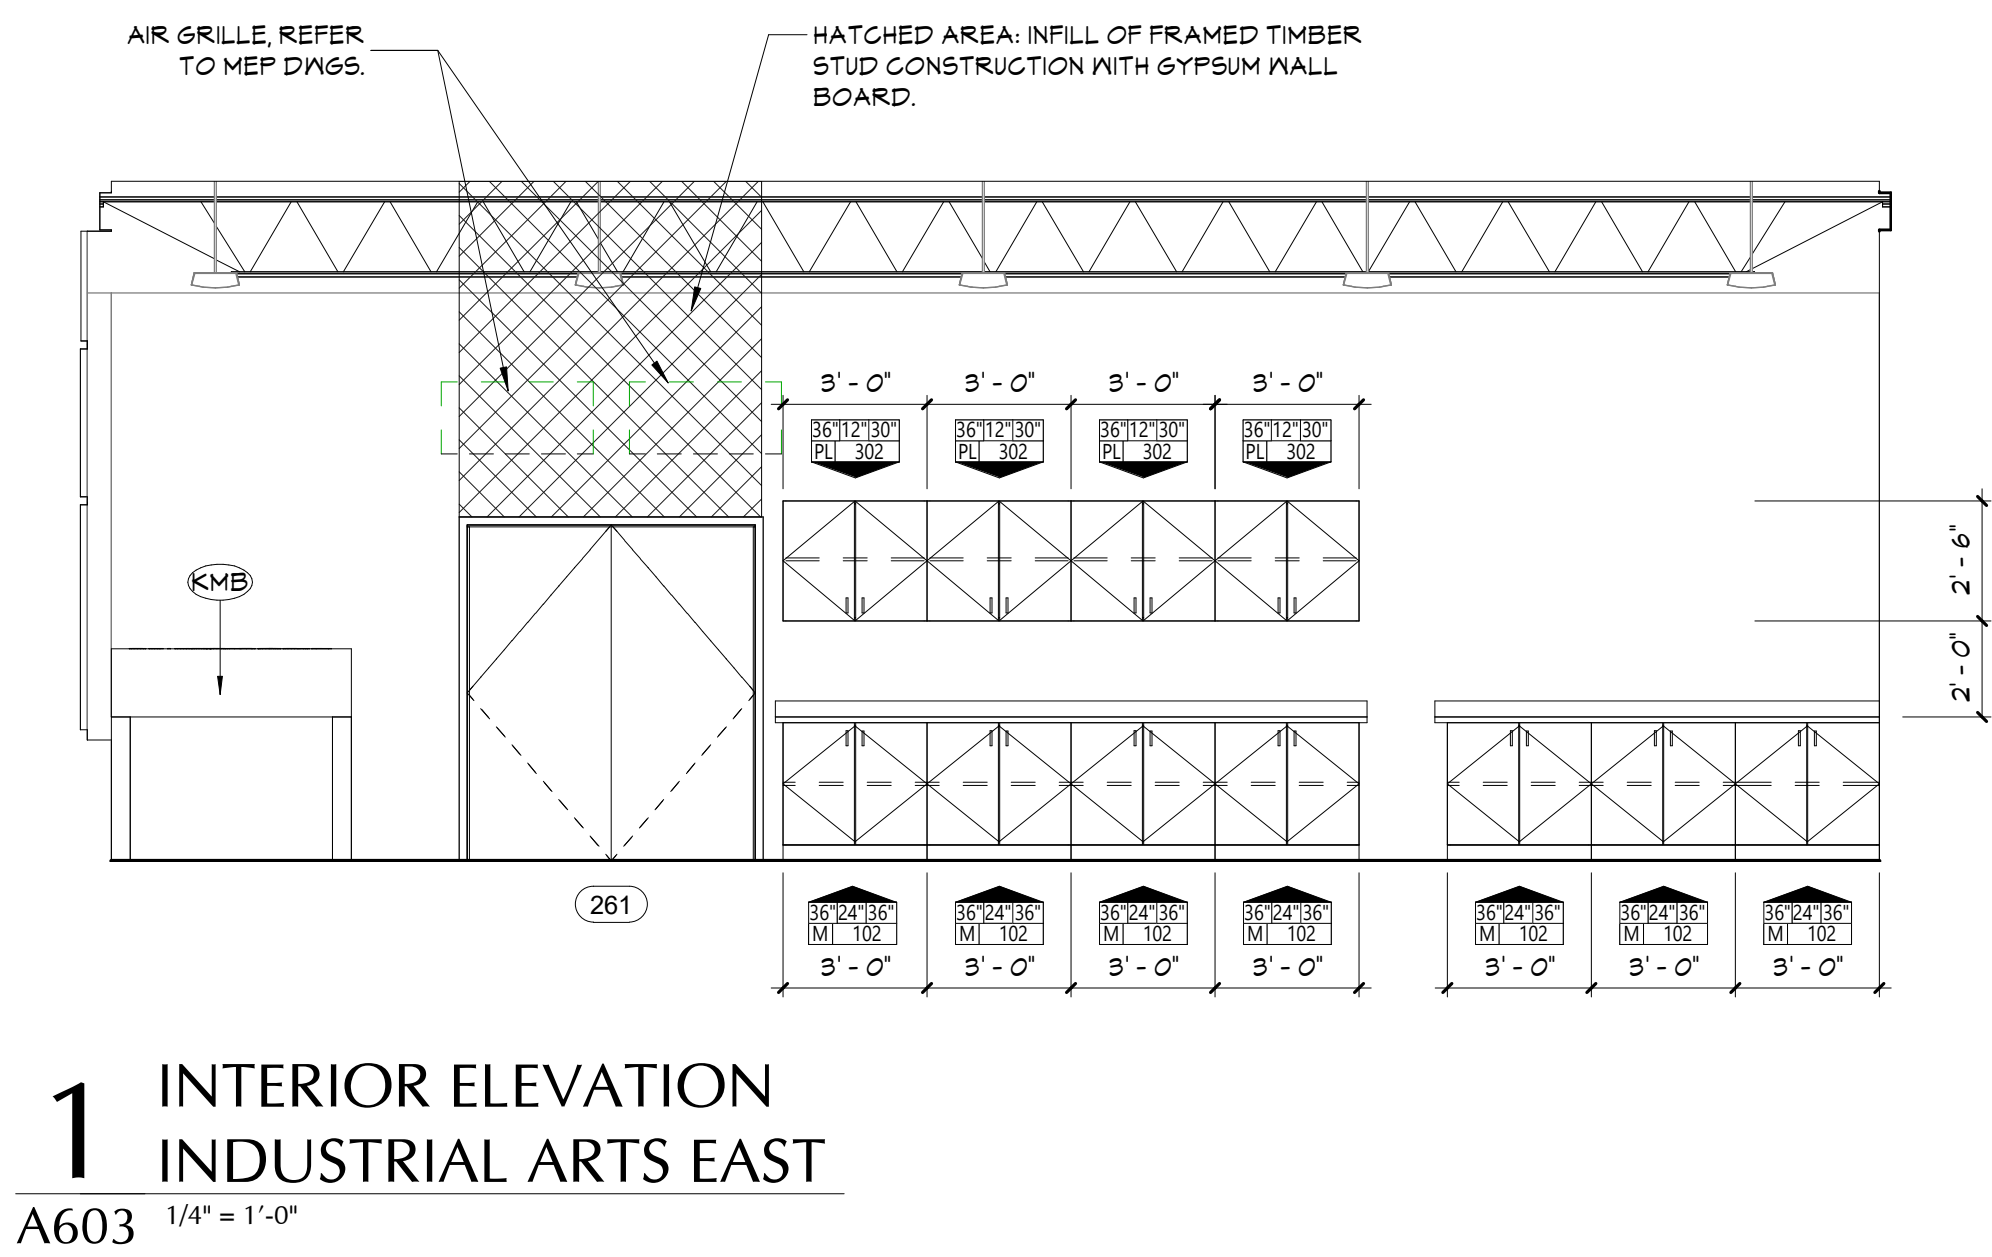 AIR GRILLE, REFER
TO MEP DWGS.
HATCHED AREA: INFILL OF FRAMED TIMBER
STUD CONSTRUCTION WITH GYPSUM WALL
BOARD.
3' - 0" 3' - 0" 3' - 0" 3' - 0"
36" 12" 30" 36" 12" 30" 36" 12" 30" 36" 12" 30"
PL 302 PL 302 PL 302 PL 302
2' - 6"
KMB
2' - 0"
261
36" 24" 36" 36" 24" 36" 36" 24" 36" 36" 24" 36" 36" 24" 36" 36" 24" 36" 36" 24" 36"
M 102 M 102 M 102 M 102 M 102 M 102 M 102
3' - 0" 3' - 0" 3' - 0" 3' - 0" 3' - 0" 3' - 0" 3' - 0"
1
INTERIOR ELEVATION
INDUSTRIAL ARTS EAST
A603
1/4" = 1'-0"